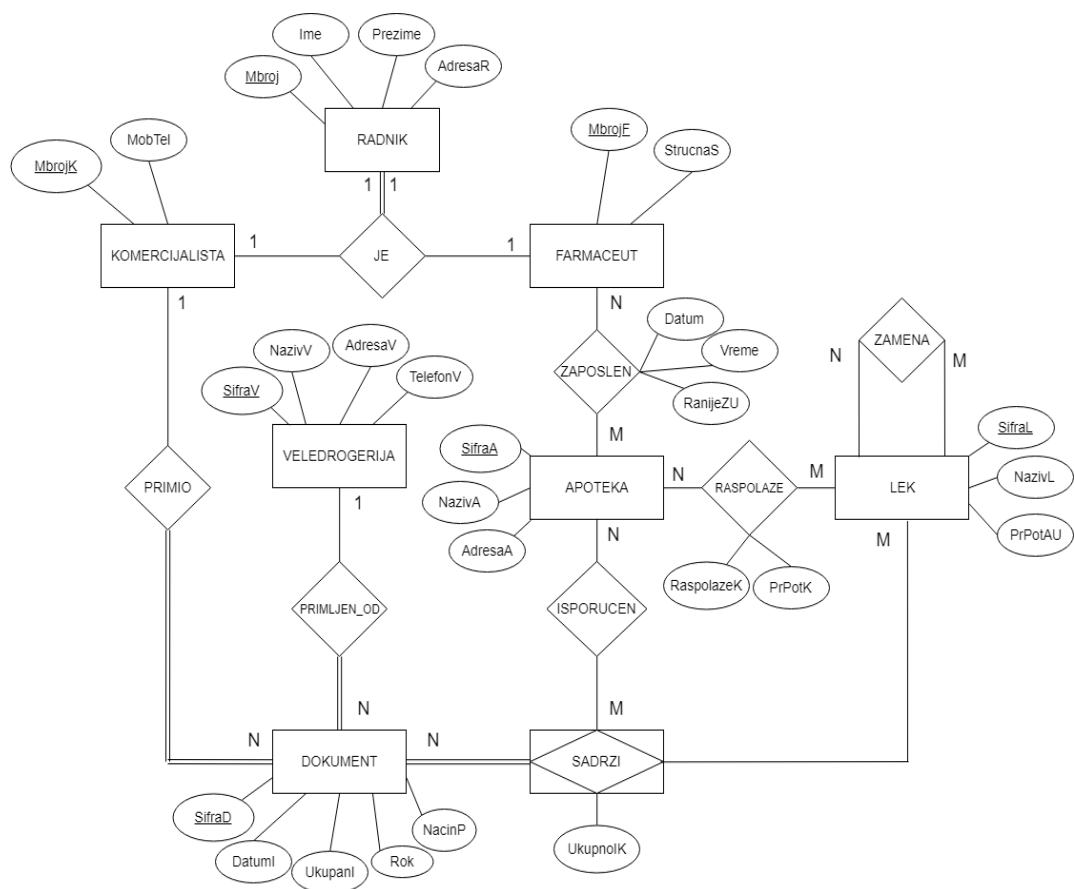 Ime
Prezime
Mbroj
AdresaR
RADNIK
MbrojK
MobTel
MbrojF
StrucnaS
1 1
KOMERCIJALISTA
1
JE
1
FARMACEUT
1
N
NazivV
AdresaV
SifraV
TelefonV
VELEDROGERIJA
1
ZAPOSLEN
Datum
Vreme
RanijeZU
M
ZAMENA
N
M
SifraA
NazivA
AdresaA
APOTEKA
N
RASPOLAZE
M
LEK
SifraL
NazivL
PrPotAU
RaspolazeK
PrPotK
PRIMIO
PRIMLJEN_OD
N
ISPORUCEN
M
M
N
N
N
DOKUMENT
SADRZI
SifraD
DatumI
UkupanI
Rok
NacinP
UkupnoIK